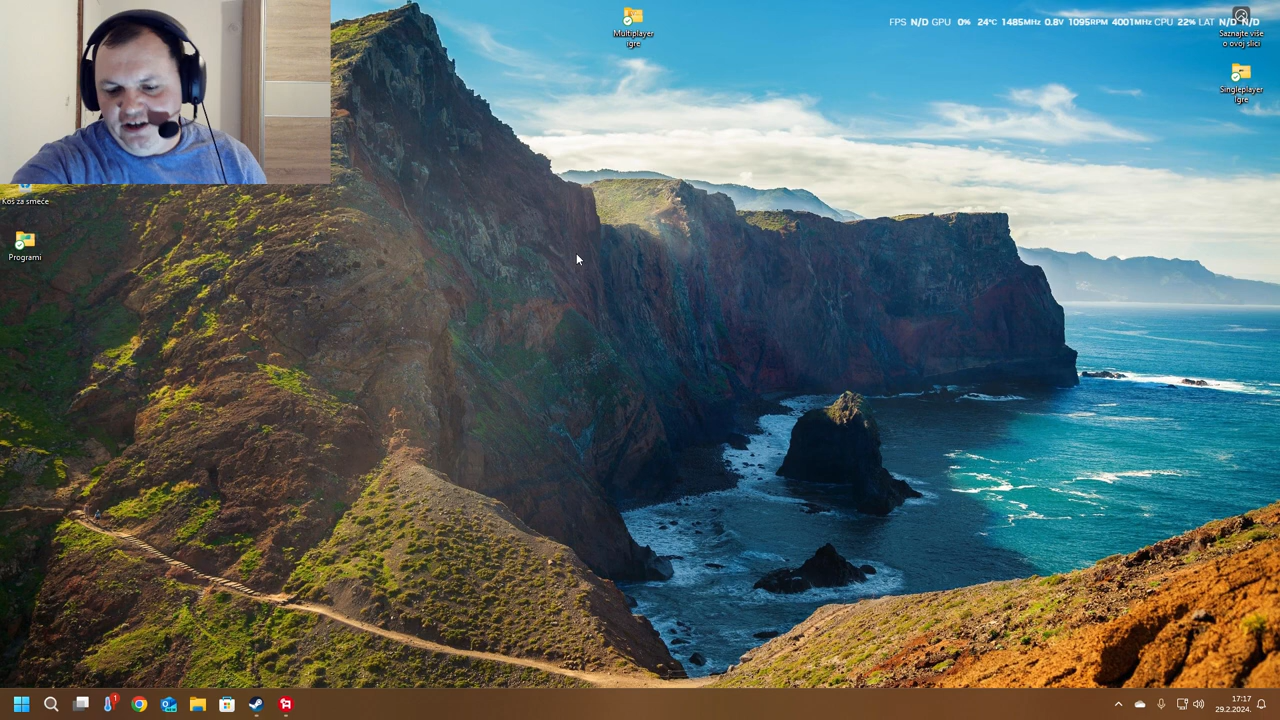 Multiplayer
igre
FPS N/D GPU 0% 24°C 1485MHz 0.8V 1095RPM 4001MHz CPU 22% LAT N/D N/D
Saznajte više
o ovoj slici
Singleplayer
igre
Koš za smeće
Programi
1
17:17
29.2.2024.